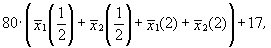 80·(x̅₁(1/2) + x̅₂(1/2) + x̅₁(2) + x̅₂(2)) + 17,